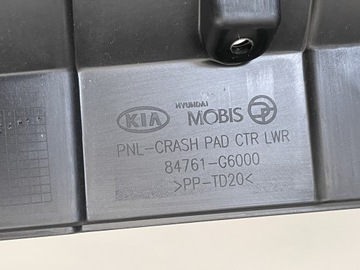 KIA HYUNDAI MOBIS
PNL-CRASH PAD CTR LWR
84761-G6000
>PP-TD20<